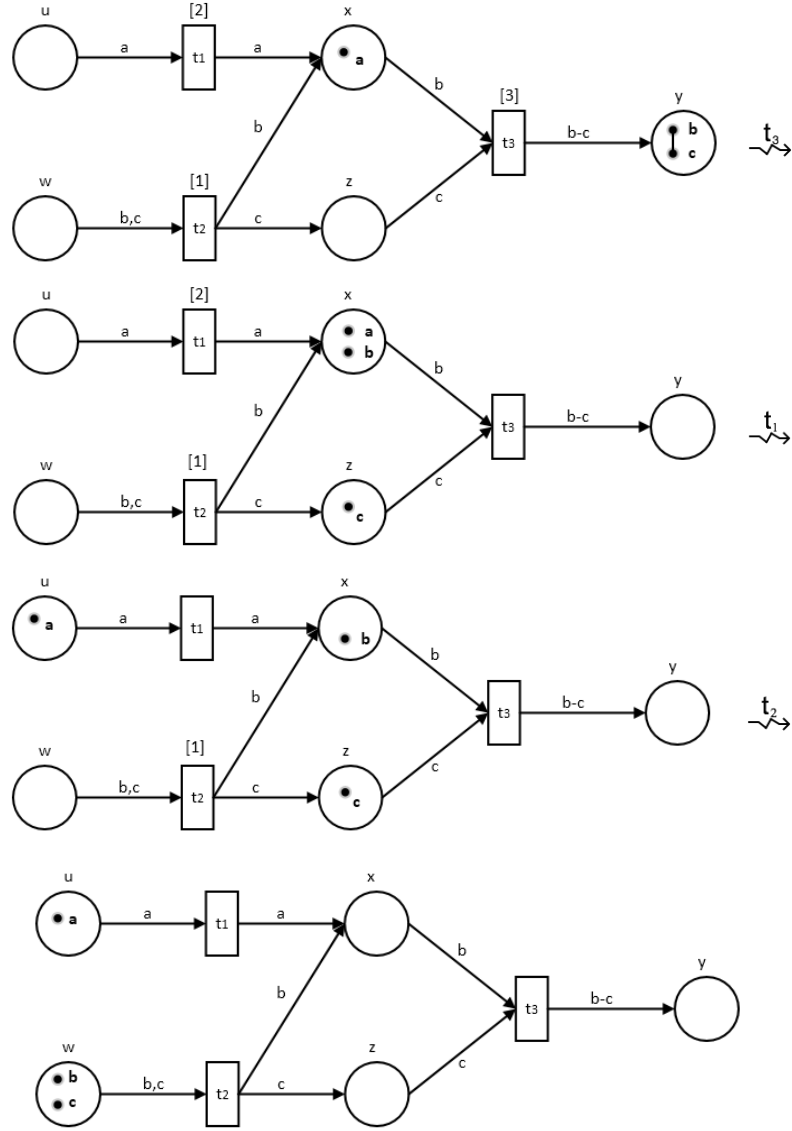 u [2] x
a t1 a a
b [3] y
b t3 b-c b t3
w [1] z c
b,c t2 c
c
u [2] x
a t1 a a
b b
b y
t3 b-c t1
w [1] z
b,c t2 c c
c
u x
a a t1 a b
b
b y
t3 b-c t2
w [1] z
b,c t2 c c
c
u x
a a t1 a
b
b y
t3 b-c
w z
b
c b,c t2 c
c